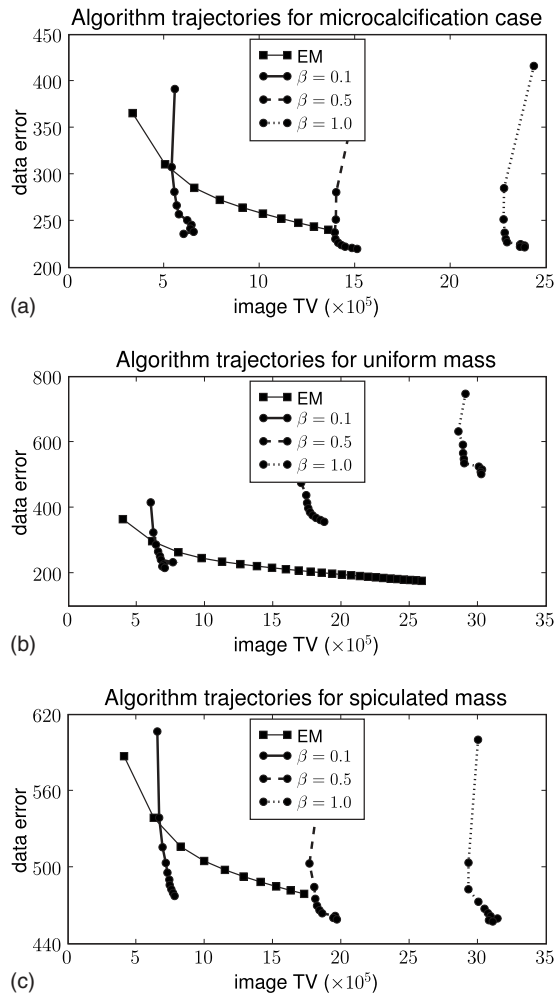 Algorithm trajectories for microcalcification case
450
400
350
300
250
200
data error
EM
β = 0.1
β = 0.5
β = 1.0
0 5 10 15 20 25
image TV (×10⁵)
(a)
Algorithm trajectories for uniform mass
800
600
400
200
data error
EM
β = 0.1
β = 0.5
β = 1.0
0 5 10 15 20 25 30 35
image TV (×10⁵)
(b)
Algorithm trajectories for spiculated mass
620
560
500
440
data error
EM
β = 0.1
β = 0.5
β = 1.0
0 5 10 15 20 25 30 35
image TV (×10⁵)
(c)